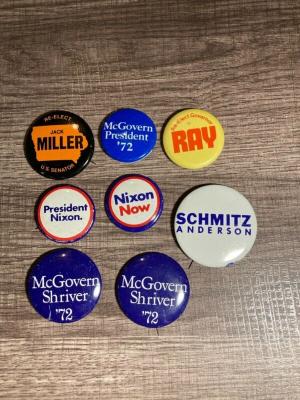 RE-ELECT
JACK
MILLER
U.S. SENATOR
McGovern
President
'72
Re-Elect Governor
RAY
President
Nixon.
Nixon
Now
SCHMITZ
ANDERSON
McGovern
Shriver
'72
McGovern
Shriver
'72